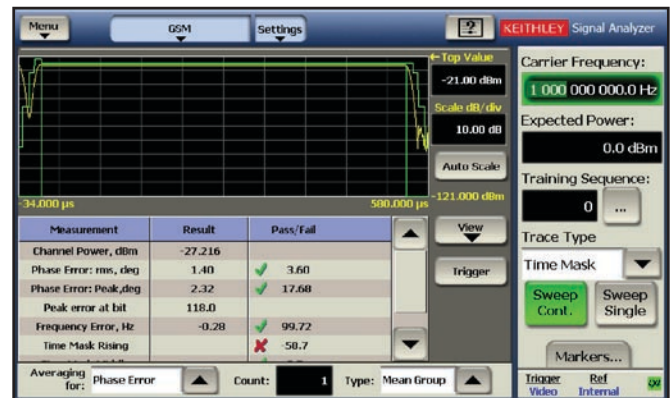 Menu
GSM
Settings
?
KEITHLEY Signal Analyzer
←Top Value
-21.00 dBm
Scale dB/div
10.00 dB
Auto Scale
-121.000 dBm
-34.000 µs
580.000 µs
View
Trigger
Measurement Result Pass/Fail
Channel Power, dBm -27.216
Phase Error: rms, deg 1.40 3.60
Phase Error: Peak,deg 2.32 17.68
Peak error at bit 118.0
Frequency Error, Hz -0.28 99.72
Time Mask Rising -50.7
Averaging for: Phase Error
Count: 1
Type: Mean Group
Carrier Frequency:
1 000 000 000.0 Hz
Expected Power:
0.0 dBm
Training Sequence:
0 ...
Trace Type
Time Mask
Sweep Cont.
Sweep Single
Markers...
Trigger Video
Ref Internal